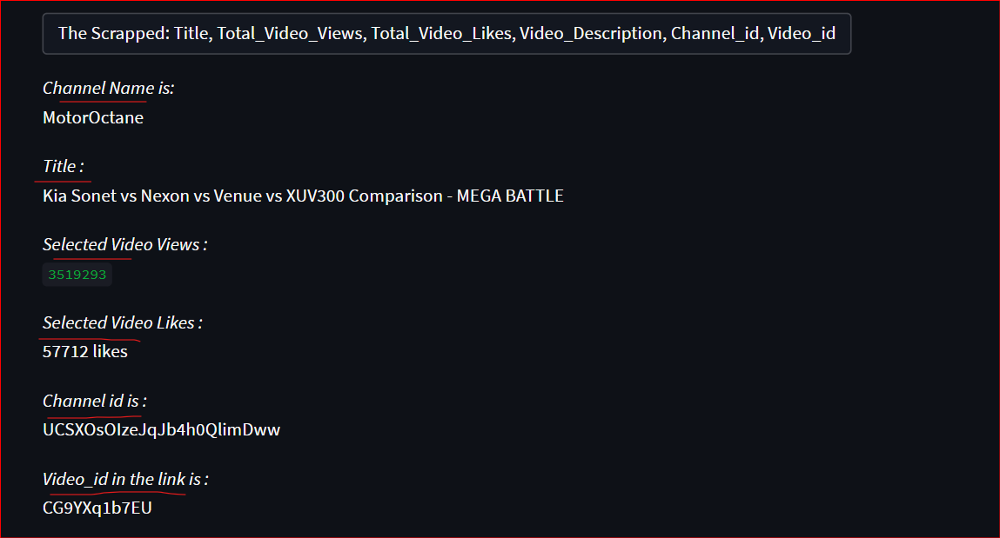 The Scrapped: Title, Total_Video_Views, Total_Video_Likes, Video_Description, Channel_id, Video_id
Channel Name is:
MotorOctane
Title :
Kia Sonet vs Nexon vs Venue vs XUV300 Comparison - MEGA BATTLE
Selected Video Views :
3519293
Selected Video Likes :
57712 likes
Channel id is :
UCSXOsOIzeJqJb4h0QlimDww
Video_id in the link is :
CG9YXq1b7EU